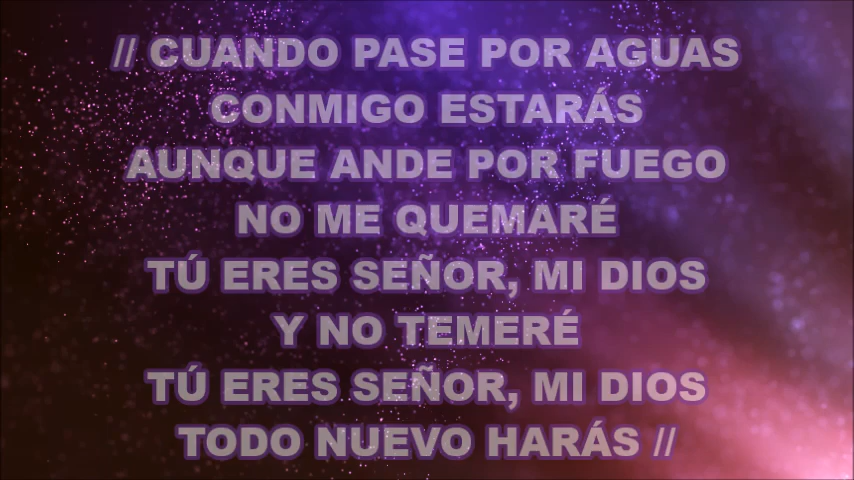 // CUANDO PASE POR AGUAS
CONMIGO ESTARÁS
AUNQUE ANDE POR FUEGO
NO ME QUEMARÉ
TÚ ERES SEÑOR, MI DIOS
Y NO TEMERÉ
TÚ ERES SEÑOR, MI DIOS
TODO NUEVO HARÁS //